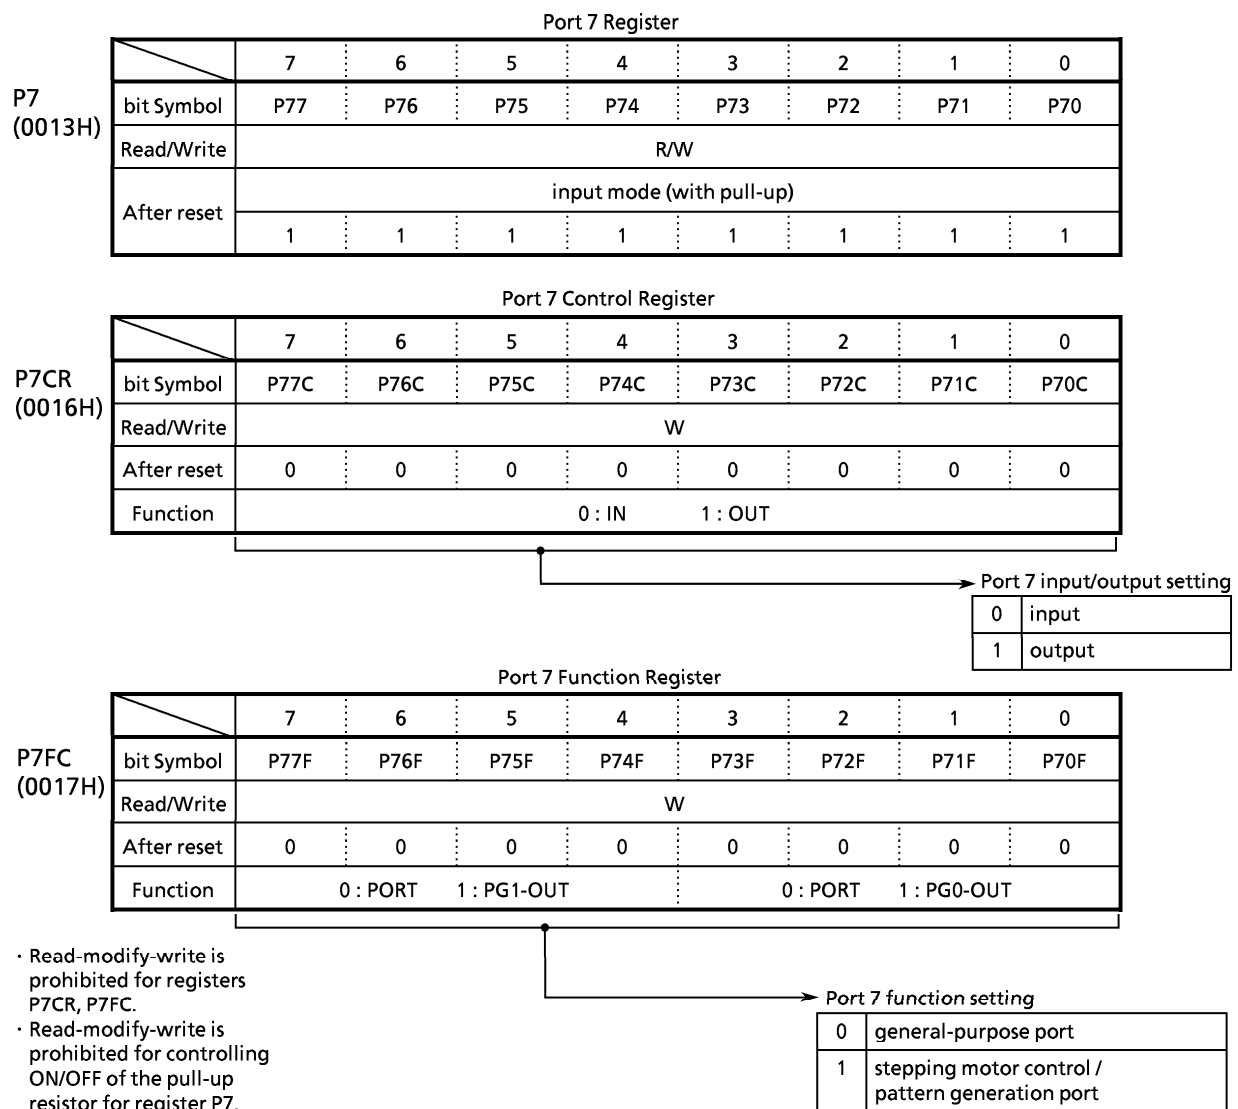 Port 7 Register
7 6 5 4 3 2 1 0
P7
(0013H)
bit Symbol P77 P76 P75 P74 P73 P72 P71 P70
Read/Write R/W
After reset input mode (with pull-up)
1 1 1 1 1 1 1 1
Port 7 Control Register
7 6 5 4 3 2 1 0
P7CR
(0016H)
bit Symbol P77C P76C P75C P74C P73C P72C P71C P70C
Read/Write W
After reset 0 0 0 0 0 0 0 0
Function 0 : IN 1 : OUT
Port 7 input/output setting
0 input
1 output
Port 7 Function Register
7 6 5 4 3 2 1 0
P7FC
(0017H)
bit Symbol P77F P76F P75F P74F P73F P72F P71F P70F
Read/Write W
After reset 0 0 0 0 0 0 0 0
Function 0 : PORT 1 : PG1-OUT 0 : PORT 1 : PG0-OUT
· Read-modify-write is
prohibited for registers
P7CR, P7FC.
· Read-modify-write is
prohibited for controlling
ON/OFF of the pull-up
resistor for register P7.
Port 7 function setting
0 general-purpose port
1 stepping motor control /
pattern generation port